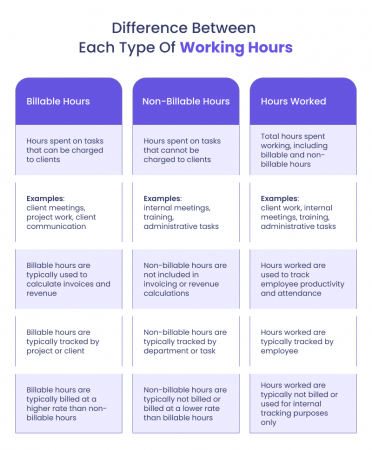 Difference Between
Each Type Of Working Hours
Billable Hours
Hours spent on tasks
that can be charged
to clients
Examples:
client meetings,
project work, client
communication
Billable hours are
typically used to
calculate invoices and
revenue
Billable hours are
typically tracked by
project or client
Billable hours are
typically billed at a
higher rate than non-
billable hours
Non-Billable Hours
Hours spent on tasks
that cannot be
charged to clients
Examples:
internal meetings,
training,
administrative tasks
Non-billable hours are
not included in
invoicing or revenue
calculations
Non-billable hours are
typically tracked by
department or task
Non-billable hours are
typically not billed or
billed at a lower rate
than billable hours
Hours Worked
Total hours spent
working, including
billable and non-
billable hours
Examples:
client work, internal
meetings, training,
administrative tasks
Hours worked are
used to track
employee productivity
and attendance
Hours worked are
typically tracked by
employee
Hours worked are
typically not billed or
used for internal
tracking purposes
only